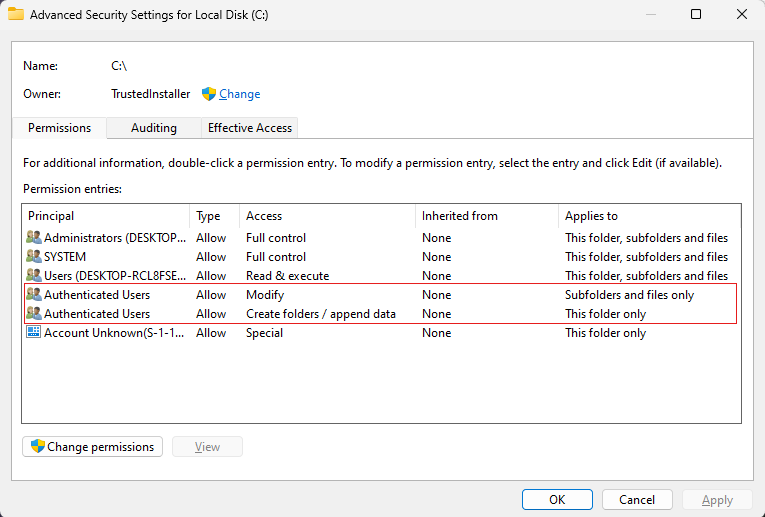 Advanced Security Settings for Local Disk (C:)
Name: C:\
Owner: TrustedInstaller Change
Permissions Auditing Effective Access
For additional information, double-click a permission entry. To modify a permission entry, select the entry and click Edit (if available).
Permission entries:
Principal Type Access Inherited from Applies to
Administrators (DESKTOP... Allow Full control None This folder, subfolders and files
SYSTEM Allow Full control None This folder, subfolders and files
Users (DESKTOP-RCL8FSE... Allow Read & execute None This folder, subfolders and files
Authenticated Users Allow Modify None Subfolders and files only
Authenticated Users Allow Create folders / append data None This folder only
Account Unknown(S-1-1... Allow Special None This folder only
Change permissions View
OK Cancel Apply